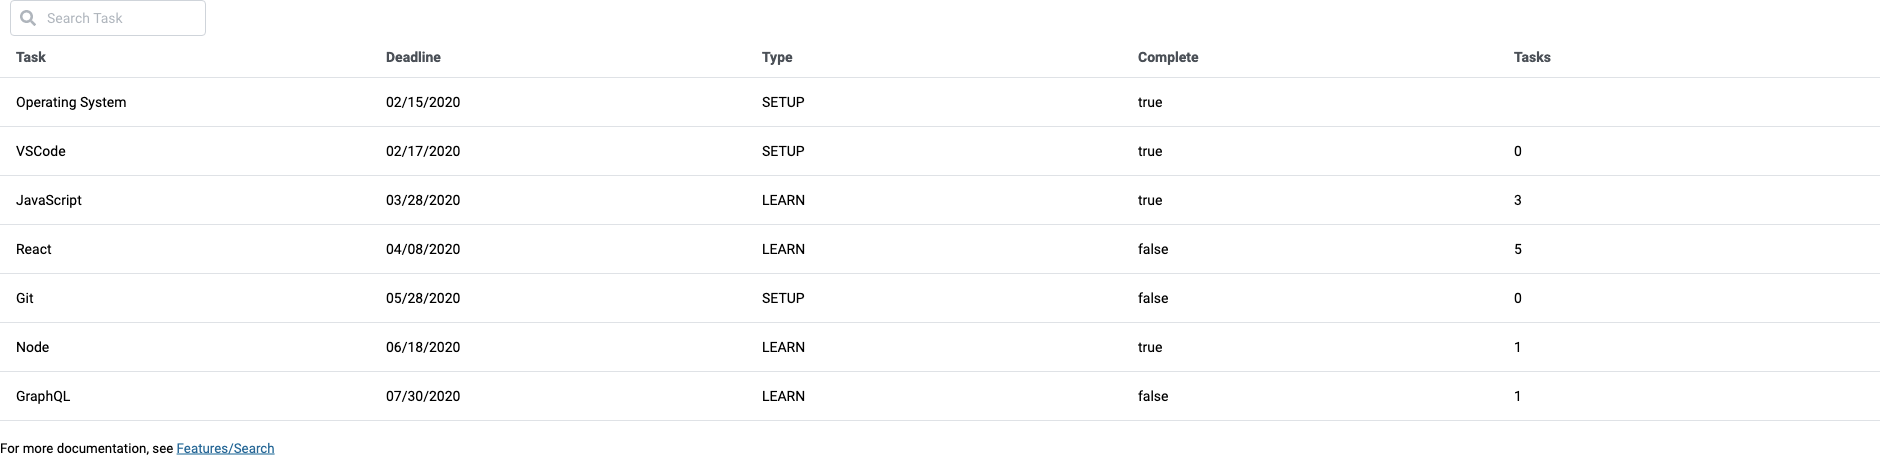 Search Task
Task Deadline Type Complete Tasks
Operating System 02/15/2020 SETUP true
VSCode 02/17/2020 SETUP true 0
JavaScript 03/28/2020 LEARN true 3
React 04/08/2020 LEARN false 5
Git 05/28/2020 SETUP false 0
Node 06/18/2020 LEARN true 1
GraphQL 07/30/2020 LEARN false 1
For more documentation, see Features/Search